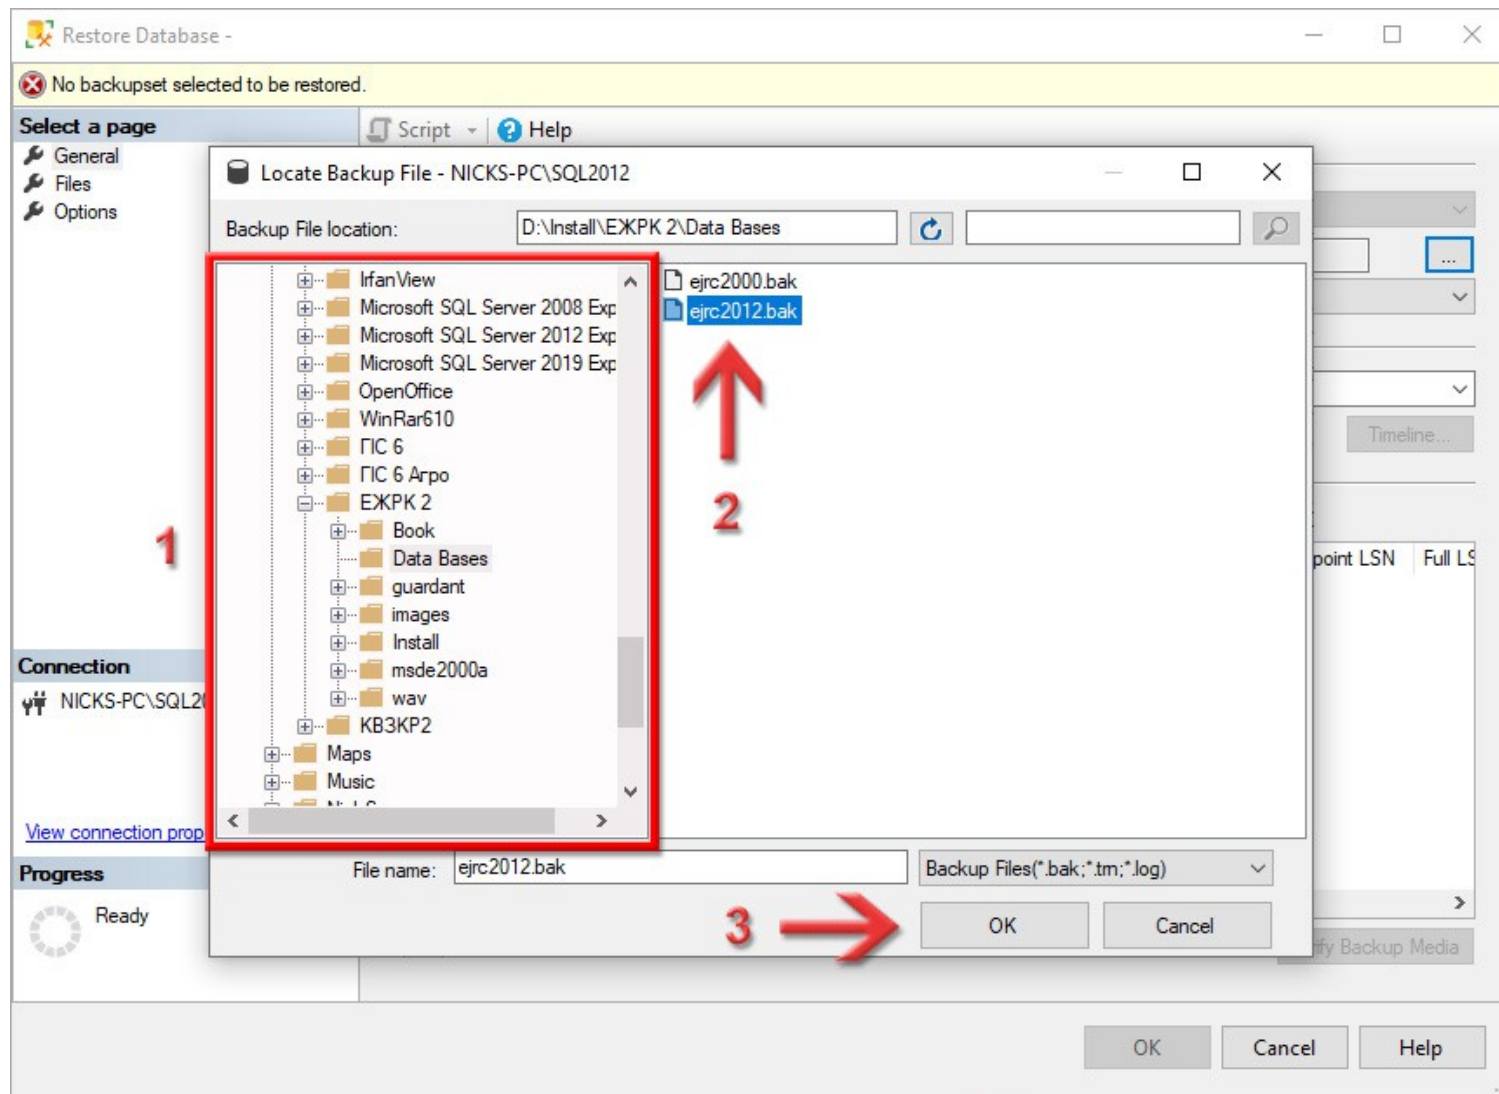 Restore Database -
No backupset selected to be restored.
Select a page
Script
Help
General
Files
Options
Locate Backup File - NICKS-PC\SQL2012
Backup File location:
D:\Install\ЕЖРК 2\Data Bases
...
IrfanView
Microsoft SQL Server 2008 Exp
Microsoft SQL Server 2012 Exp
Microsoft SQL Server 2019 Exp
OpenOffice
WinRar610
ГІС 6
ГІС 6 Агро
ЕЖРК 2
Book
Data Bases
guardant
images
Install
msde2000a
wav
КВЗКР2
Maps
Music
ejrc2000.bak
ejrc2012.bak
1
2
Timeline...
point LSN
Full LS
Connection
NICKS-PC\SQL20
View connection prop
Progress
Ready
File name:
ejrc2012.bak
Backup Files(*.bak;*.trn;*.log)
3
OK
Cancel
ify Backup Media
OK
Cancel
Help